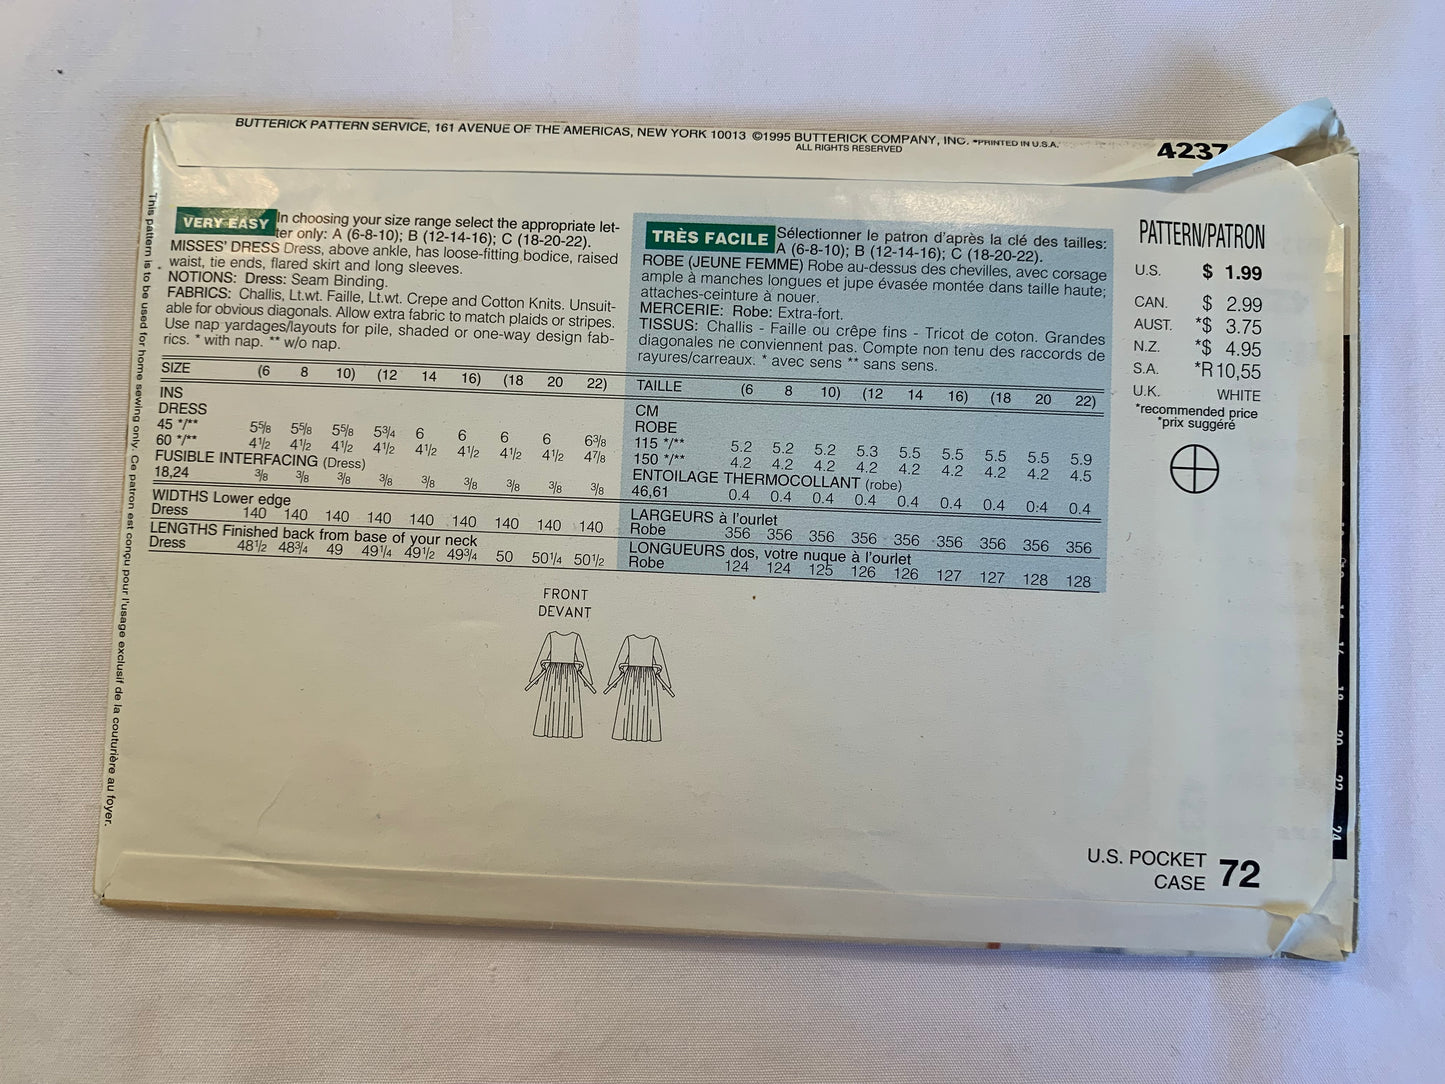 BUTTERICK PATTERN SERVICE, 161 AVENUE OF THE AMERICAS, NEW YORK 10013 ©1995 BUTTERICK COMPANY, INC. *PRINTED IN U.S.A.
ALL RIGHTS RESERVED
4237
This pattern is to be used for home sewing only. Ce patron est conçu pour l'usage exclusif de la couturière au foyer.
VERY EASY In choosing your size range select the appropriate let-
ter only: A (6-8-10); B (12-14-16); C (18-20-22).
MISSES' DRESS Dress, above ankle, has loose-fitting bodice, raised
waist, tie ends, flared skirt and long sleeves.
NOTIONS: Dress: Seam Binding.
FABRICS: Challis, Lt.wt. Faille, Lt.wt. Crepe and Cotton Knits. Unsuit-
able for obvious diagonals. Allow extra fabric to match plaids or stripes.
Use nap yardages/layouts for pile, shaded or one-way design fab-
rics. * with nap. ** w/o nap.
SIZE (6 8 10) (12 14 16) (18 20 22)
INS
DRESS
45 */** 5⅝ 5⅝ 5⅝ 5¾ 6 6 6 6 6⅜
60 */** 4½ 4½ 4½ 4½ 4½ 4½ 4½ 4½ 4⅞
FUSIBLE INTERFACING (Dress)
18,24 ⅜ ⅜ ⅜ ⅜ ⅜ ⅜ ⅜ ⅜ ⅜
WIDTHS Lower edge
Dress 140 140 140 140 140 140 140 140 140
LENGTHS Finished back from base of your neck
Dress 48½ 48¾ 49 49¼ 49½ 49¾ 50 50¼ 50½
TRÈS FACILE Sélectionner le patron d'après la clé des tailles:
A (6-8-10); B (12-14-16); C (18-20-22).
ROBE (JEUNE FEMME) Robe au-dessus des chevilles, avec corsage
ample à manches longues et jupe évasée montée dans taille haute;
attaches-ceinture à nouer.
MERCERIE: Robe: Extra-fort.
TISSUS: Challis - Faille ou crêpe fins - Tricot de coton. Grandes
diagonales ne conviennent pas. Compte non tenu des raccords de
rayures/carreaux. * avec sens ** sans sens.
TAILLE (6 8 10) (12 14 16) (18 20 22)
CM
ROBE
115 */** 5.2 5.2 5.2 5.3 5.5 5.5 5.5 5.5 5.9
150 */** 4.2 4.2 4.2 4.2 4.2 4.2 4.2 4.2 4.5
ENTOILAGE THERMOCOLLANT (robe)
46,61 0.4 0.4 0.4 0.4 0.4 0.4 0.4 0.4 0.4
LARGEURS à l'ourlet
Robe 356 356 356 356 356 356 356 356 356
LONGUEURS dos, votre nuque à l'ourlet
Robe 124 124 125 126 126 127 127 128 128
PATTERN/PATRON
U.S. $ 1.99
CAN. $ 2.99
AUST. *$ 3.75
N.Z. *$ 4.95
S.A. *R10,55
U.K. WHITE
*recommended price
*prix suggéré
FRONT
DEVANT
U.S. POCKET
CASE 72
20
22
24